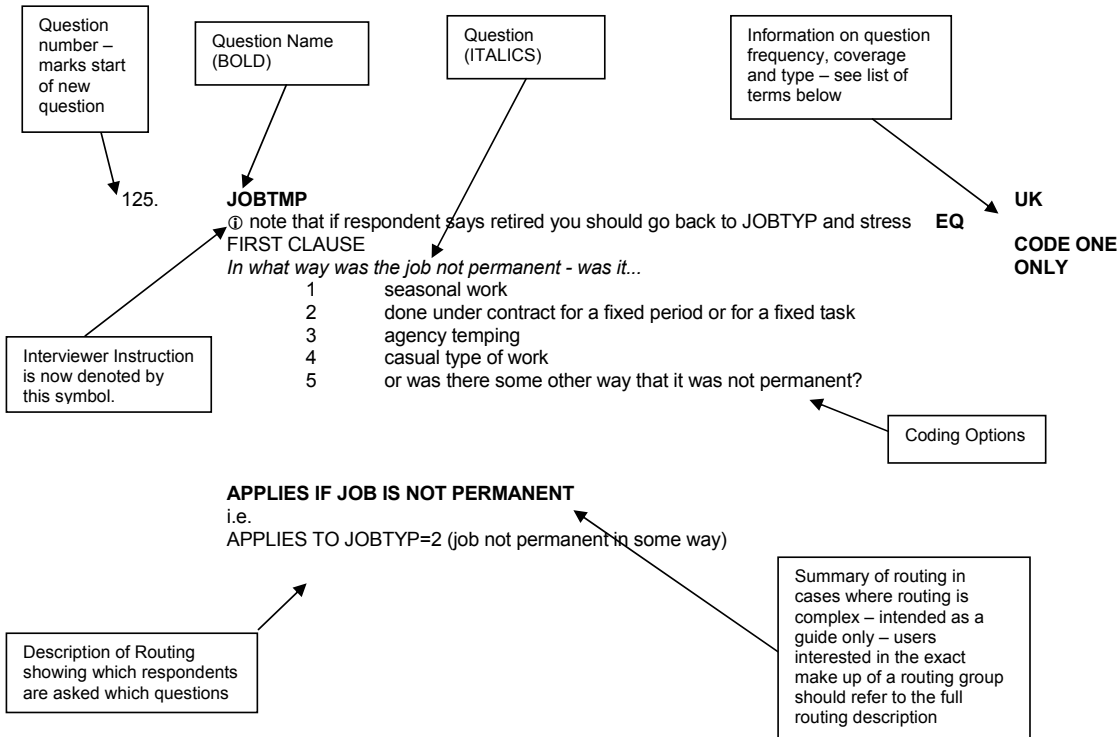 Question
number –
marks start
of new
question
Question Name
(BOLD)
Question
(ITALICS)
Information on question
frequency, coverage
and type – see list of
terms below
125.
JOBTMP
UK
ⓘ note that if respondent says retired you should go back to JOBTYP and stress EQ
FIRST CLAUSE
CODE ONE
ONLY
In what way was the job not permanent - was it...
1 seasonal work
2 done under contract for a fixed period or for a fixed task
3 agency temping
4 casual type of work
5 or was there some other way that it was not permanent?
Interviewer Instruction
is now denoted by
this symbol.
Coding Options
APPLIES IF JOB IS NOT PERMANENT
i.e.
APPLIES TO JOBTYP=2 (job not permanent in some way)
Description of Routing
showing which respondents
are asked which questions
Summary of routing in
cases where routing is
complex – intended as a
guide only – users
interested in the exact
make up of a routing group
should refer to the full
routing description